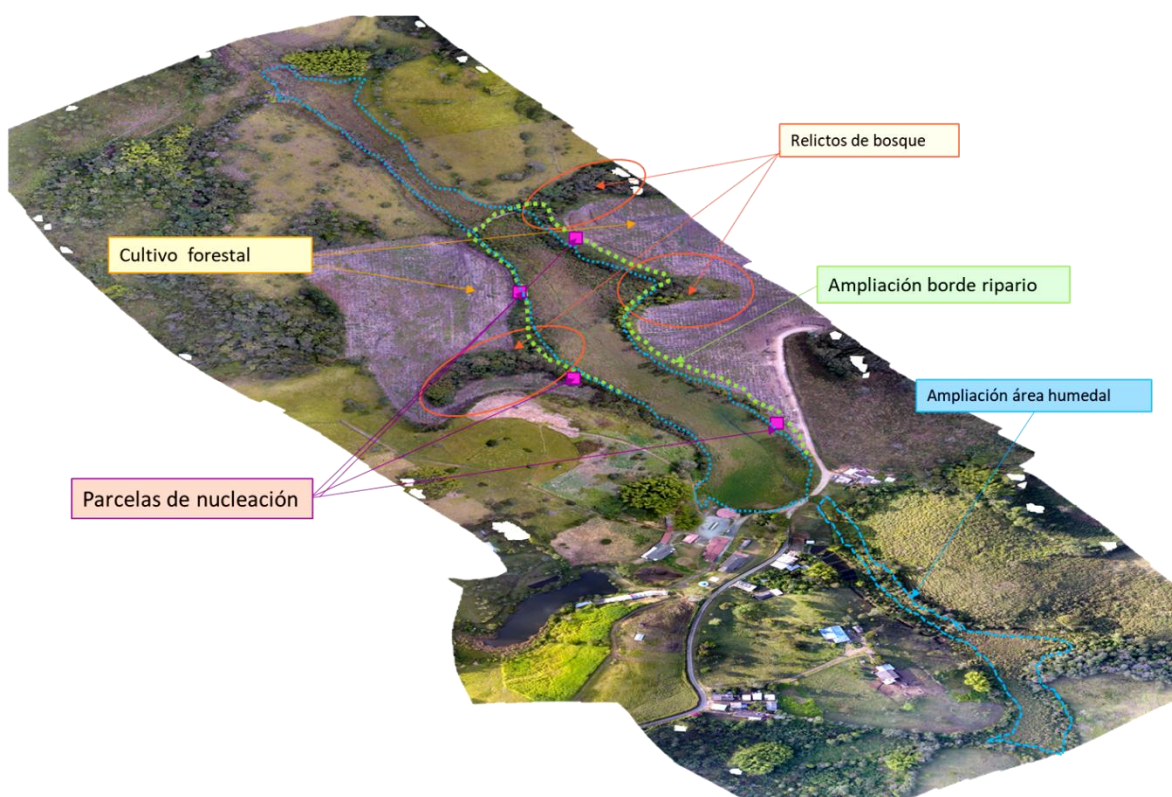 Relictos de bosque
Cultivo forestal
Ampliación borde ripario
Ampliación área humedal
Parcelas de nucleación